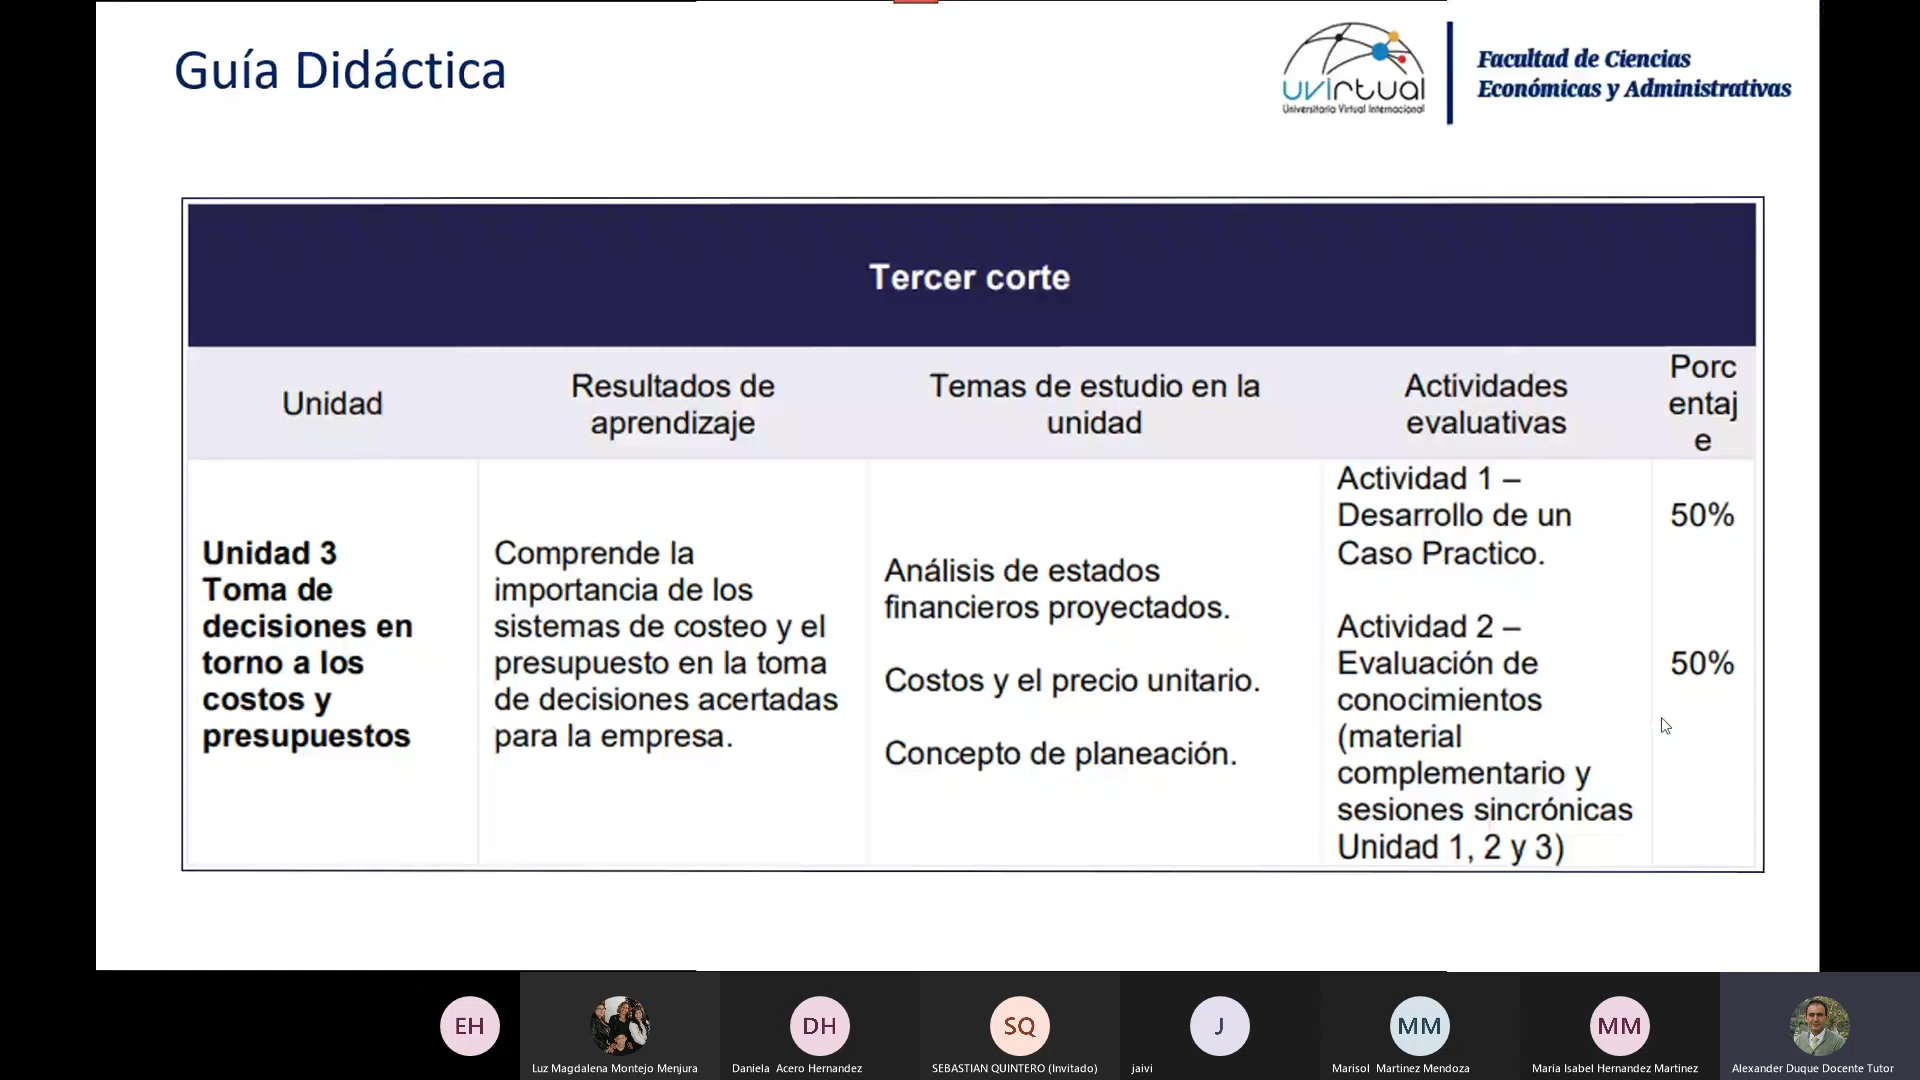 Guía Didáctica
uvirtual
Universitaria Virtual Internacional
Facultad de Ciencias
Económicas y Administrativas
Tercer corte
Unidad
Resultados de
aprendizaje
Temas de estudio en la
unidad
Actividades
evaluativas
Porc
entaj
e
Unidad 3
Toma de
decisiones en
torno a los
costos y
presupuestos
Comprende la
importancia de los
sistemas de costeo y el
presupuesto en la toma
de decisiones acertadas
para la empresa.
Análisis de estados
financieros proyectados.
Costos y el precio unitario.
Concepto de planeación.
Actividad 1 –
Desarrollo de un
Caso Practico.
50%
Actividad 2 –
Evaluación de
conocimientos
(material
complementario y
sesiones sincrónicas
Unidad 1, 2 y 3)
50%
EH
Luz Magdalena Montejo Menjura
DH
Daniela Acero Hernandez
SQ
SEBASTIAN QUINTERO (Invitado)
J
jaivi
MM
Marisol Martinez Mendoza
MM
Maria Isabel Hernandez Martinez
Alexander Duque Docente Tutor